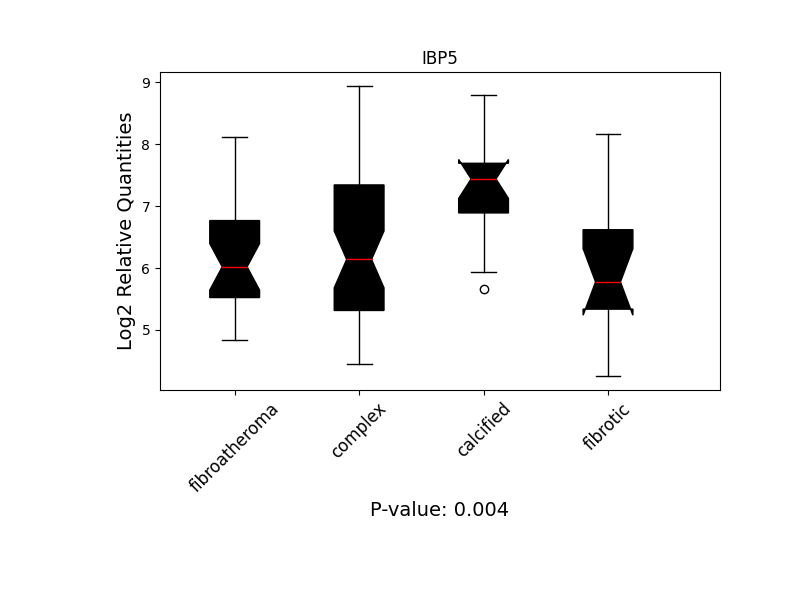 IBP5
Log2 Relative Quantities
9
8
7
6
5
fibroatheroma
complex
calcified
fibrotic
P-value: 0.004